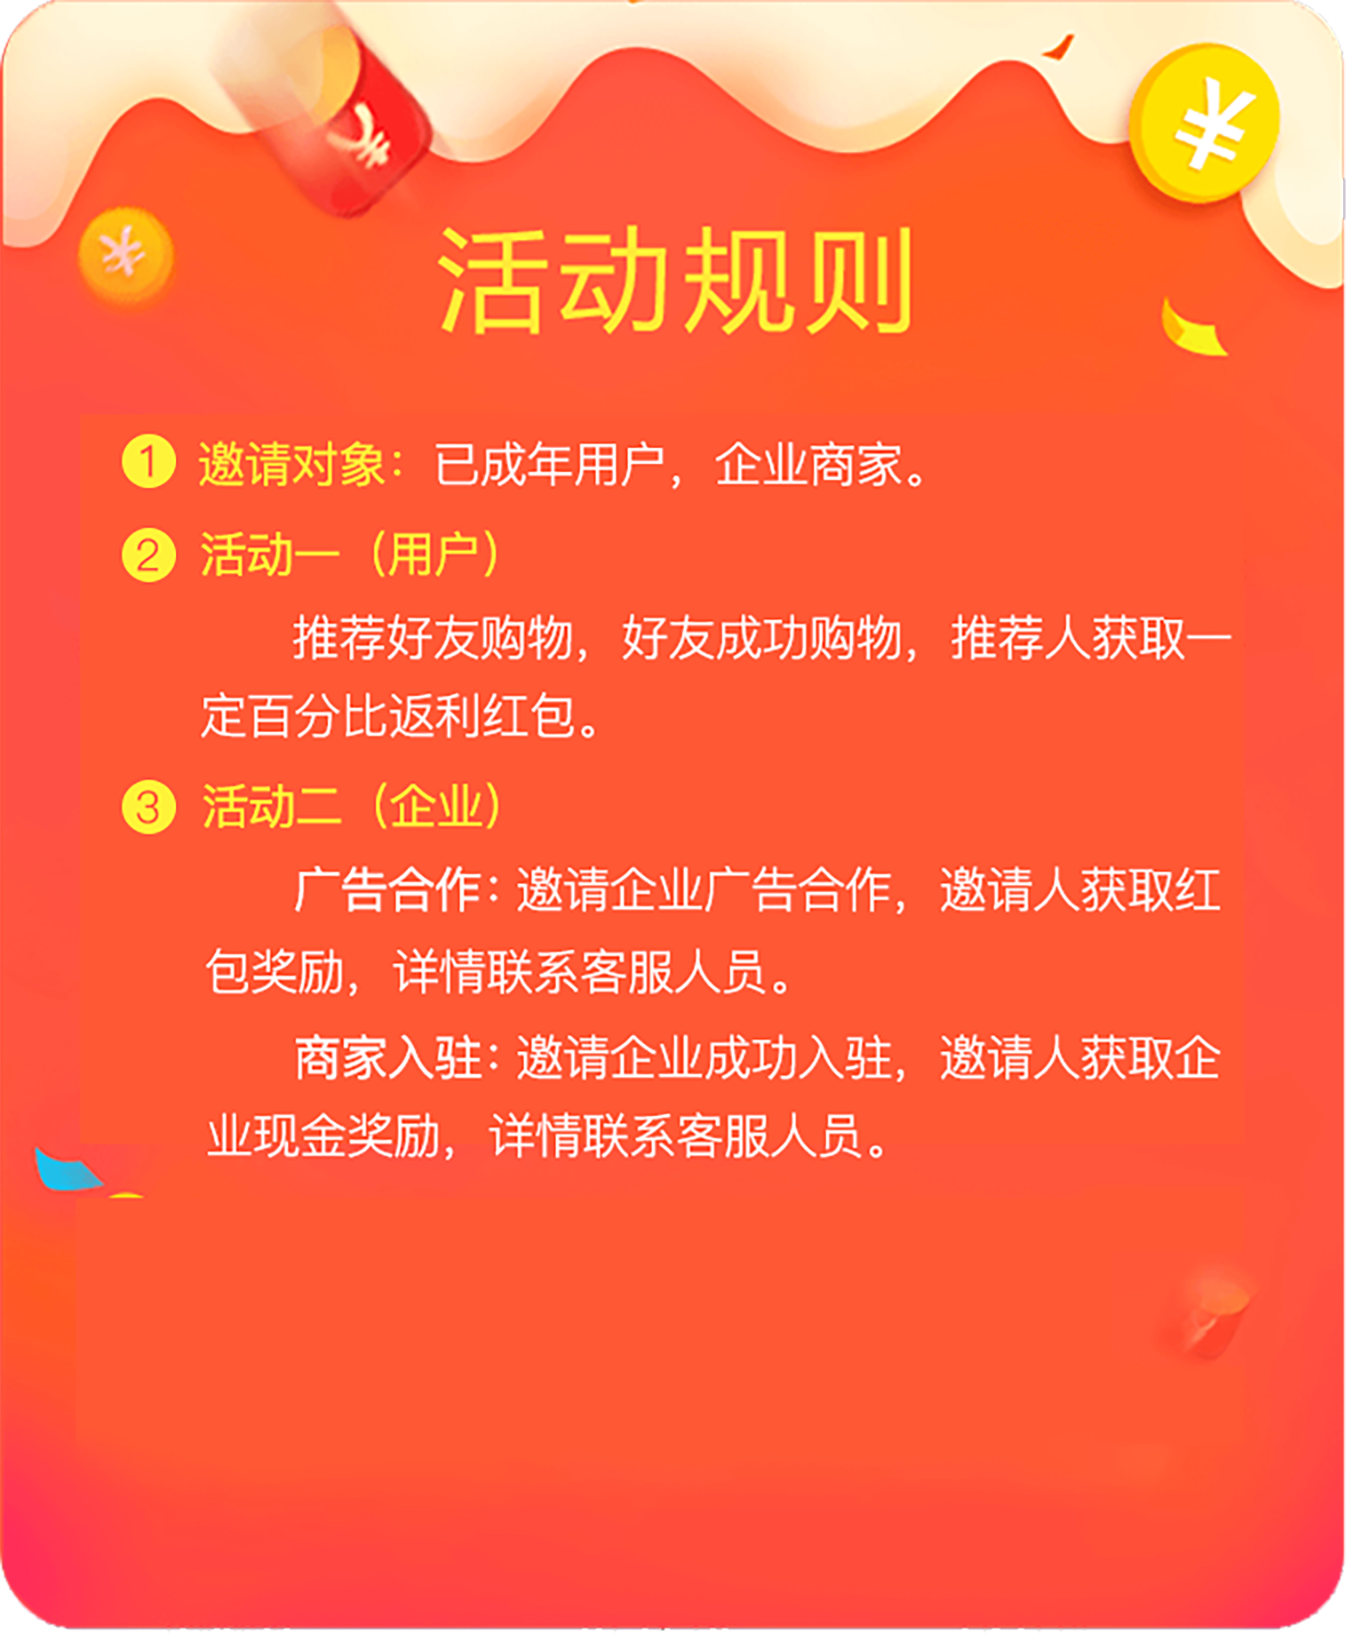 活动规则
1 邀请对象：已成年用户，企业商家。
2 活动一（用户）
推荐好友购物，好友成功购物，推荐人获取一
定百分比返利红包。
3 活动二（企业）
广告合作：邀请企业广告合作，邀请人获取红
包奖励，详情联系客服人员。
商家入驻：邀请企业成功入驻，邀请人获取企
业现金奖励，详情联系客服人员。